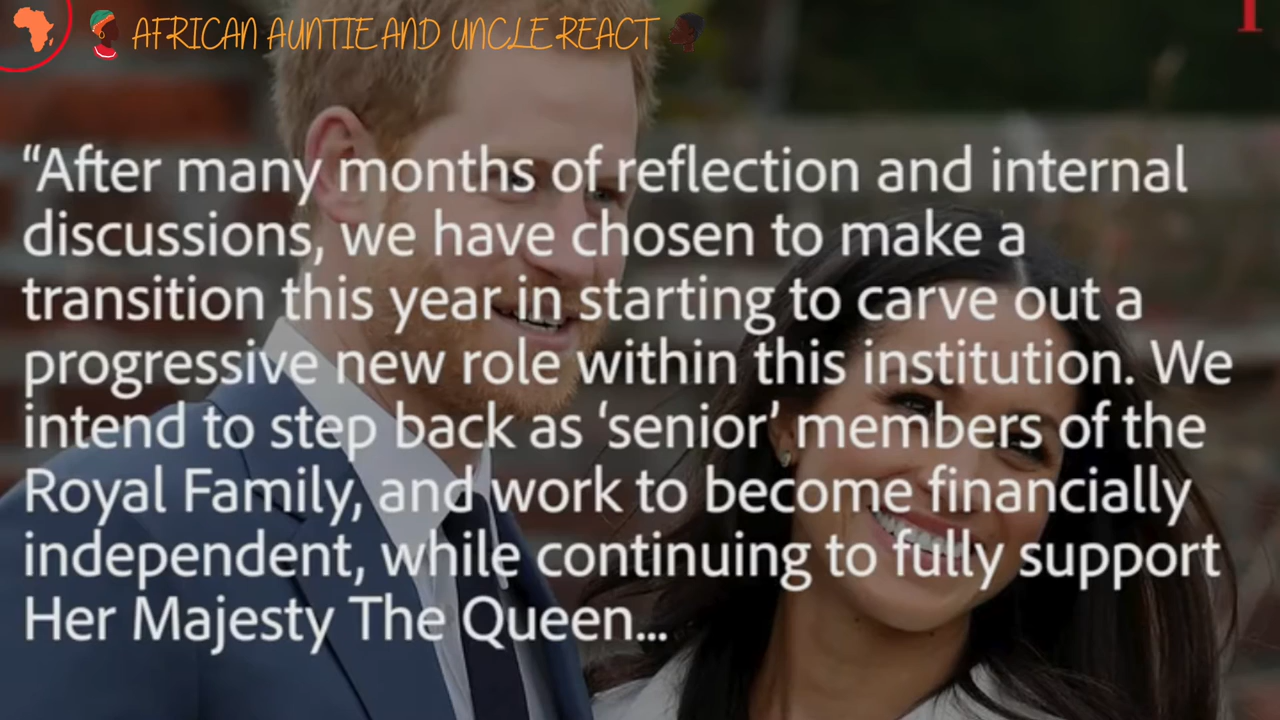 AFRICAN AUNTIE AND UNCLE REACT
“After many months of reflection and internal
discussions, we have chosen to make a
transition this year in starting to carve out a
progressive new role within this institution. We
intend to step back as ‘senior’ members of the
Royal Family, and work to become financially
independent, while continuing to fully support
Her Majesty The Queen...